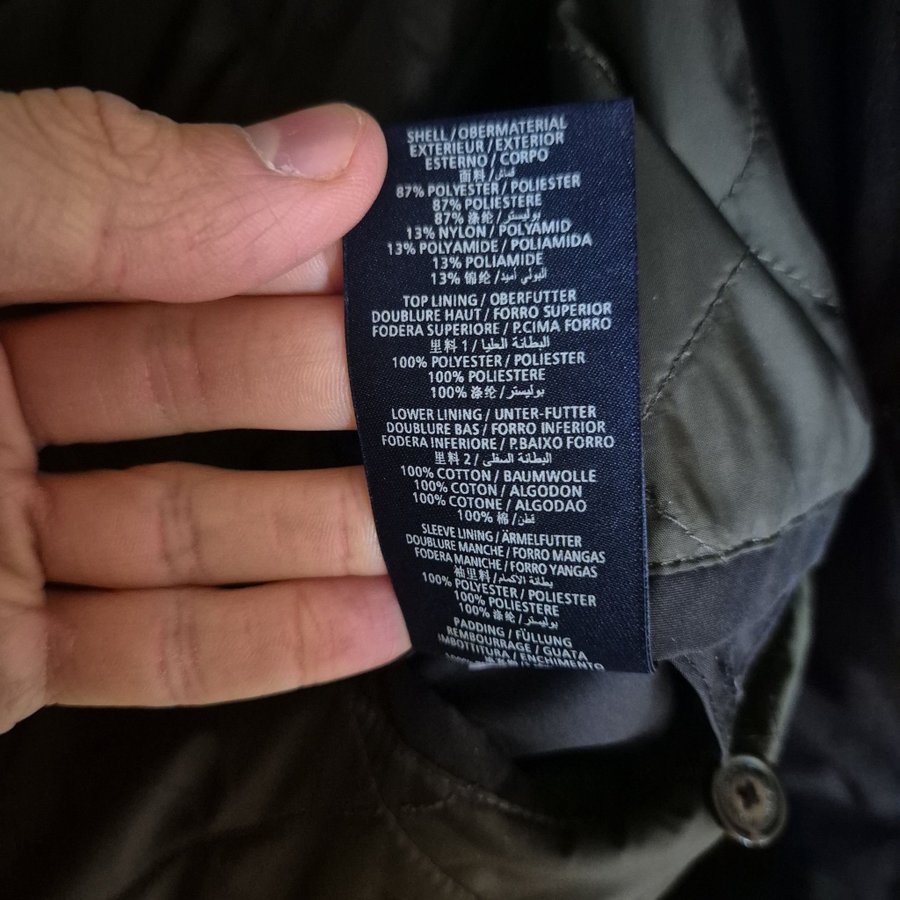 SHELL / OBERMATERIAL
EXTERIEUR / EXTERIOR
ESTERNO / CORPO
面料 / قماش
87% POLYESTER / POLIESTER
87% POLIESTERE
87% 涤纶 / بوليستر
13% NYLON / POLYAMID
13% POLYAMIDE / POLIAMIDA
13% POLIAMIDE
13% 锦纶 / البولي أميد
TOP LINING / OBERFUTTER
DOUBLURE HAUT / FORRO SUPERIOR
FODERA SUPERIORE / P.CIMA FORRO
里料 1 / البطانة العليا
100% POLYESTER / POLIESTER
100% POLIESTERE
100% 涤纶 / بوليستر
LOWER LINING / UNTER-FUTTER
DOUBLURE BAS / FORRO INFERIOR
FODERA INFERIORE / P.BAIXO FORRO
里料 2 / البطانة السفلى
100% COTTON / BAUMWOLLE
100% COTON / ALGODON
100% COTONE / ALGODAO
100% 棉 / قطن
SLEEVE LINING / ÄRMELFUTTER
DOUBLURE MANCHE / FORRO MANGAS
FODERA MANICHE / FORRO YANGAS
袖里料 / بطانة الاكمام
100% POLYESTER / POLIESTER
100% POLIESTERE
100% 涤纶 / بوليستر
PADDING / FÜLLUNG
REMBOURRAGE / GUATA
IMBOTTITURA / ENCHIMENTO